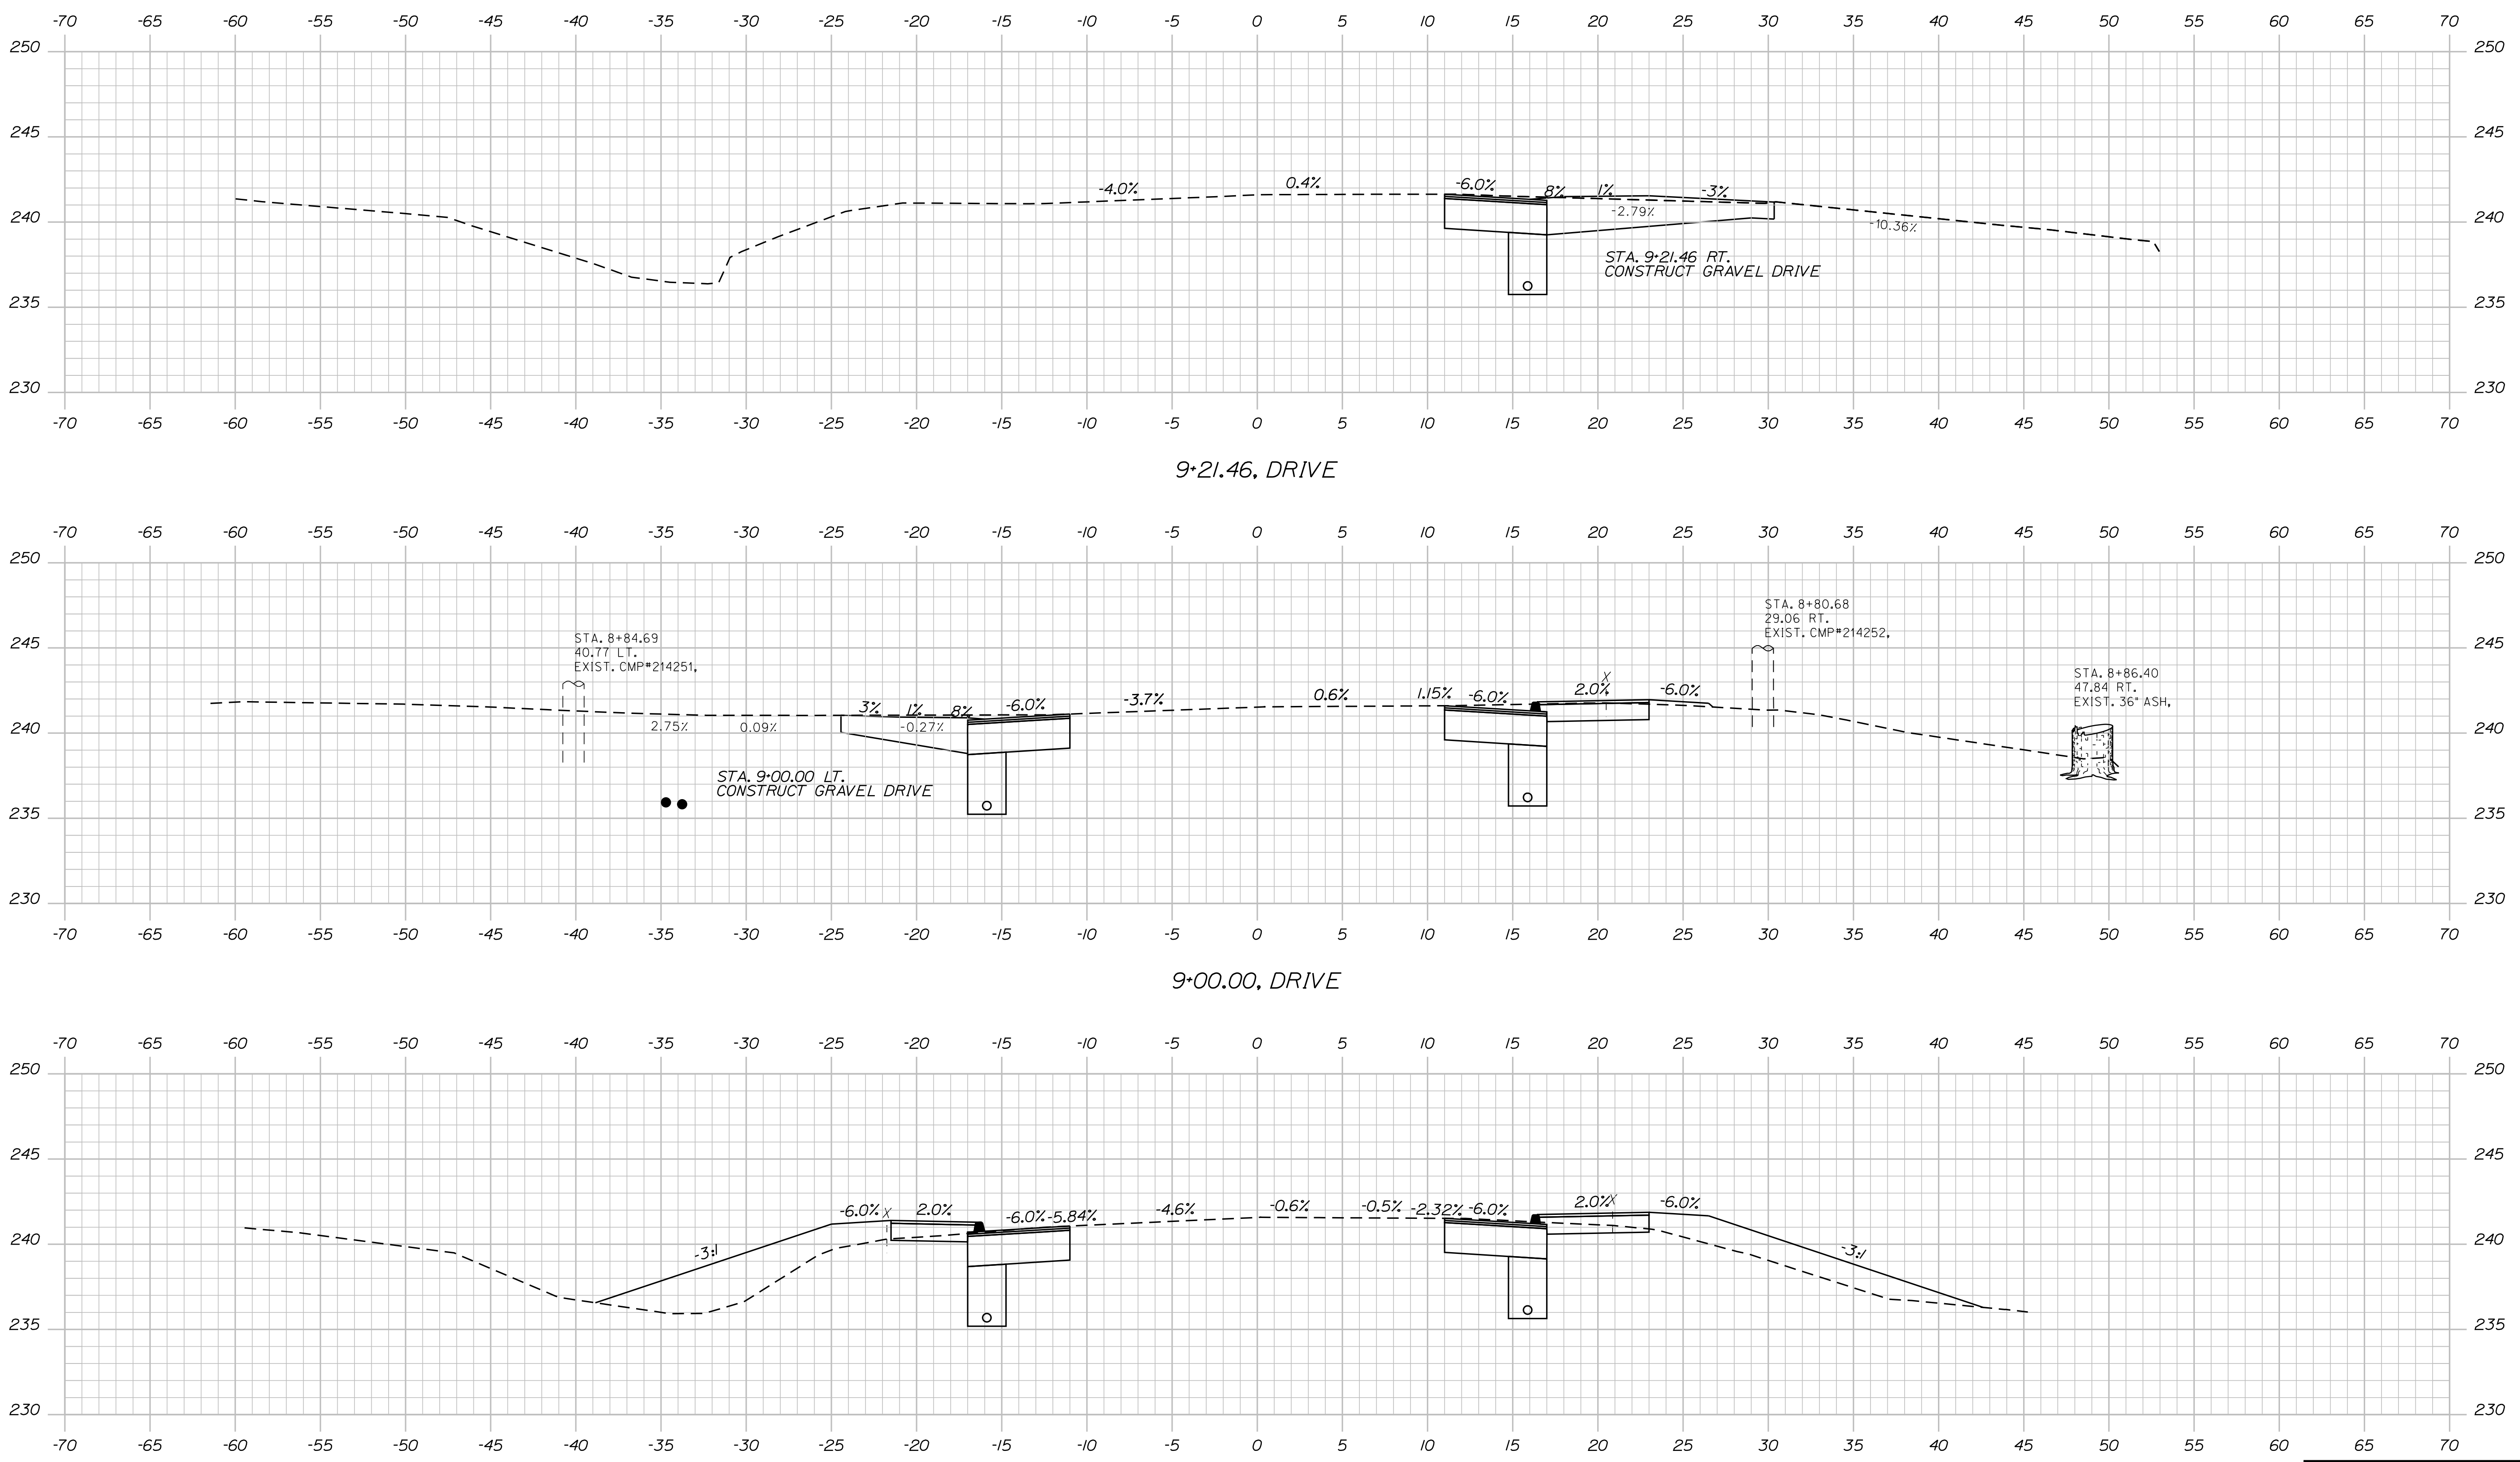 -70 -65 -60 -55 -50 -45 -40 -35 -30 -25 -20 -15 -10 -5 0 5 10 15 20 25 30 35 40 45 50 55 60 65 70
250 250
245 245
-4.0% 0.4% -6.0% 8% 1% -3%
-2.79%
240 240
-10.36%
STA. 9+21.46 RT.
CONSTRUCT GRAVEL DRIVE
235 235
230 230
-70 -65 -60 -55 -50 -45 -40 -35 -30 -25 -20 -15 -10 -5 0 5 10 15 20 25 30 35 40 45 50 55 60 65 70
9+21.46, DRIVE
-70 -65 -60 -55 -50 -45 -40 -35 -30 -25 -20 -15 -10 -5 0 5 10 15 20 25 30 35 40 45 50 55 60 65 70
250 250
STA. 8+80.68
29.06 RT.
EXIST. CMP#214252,
245 245
STA. 8+84.69
40.77 LT.
EXIST. CMP#214251,
STA. 8+86.40
47.84 RT.
EXIST. 36" ASH,
X
3% 1% 8% -6.0% -3.7% 0.6% 1.15% -6.0% 2.0% -6.0%
2.75% 0.09% -0.27%
240 240
STA. 9+00.00 LT.
CONSTRUCT GRAVEL DRIVE
235 235
230 230
-70 -65 -60 -55 -50 -45 -40 -35 -30 -25 -20 -15 -10 -5 0 5 10 15 20 25 30 35 40 45 50 55 60 65 70
9+00.00, DRIVE
-70 -65 -60 -55 -50 -45 -40 -35 -30 -25 -20 -15 -10 -5 0 5 10 15 20 25 30 35 40 45 50 55 60 65 70
250 250
245 245
-6.0% X 2.0% -6.0% -5.84% -4.6% -0.6% -0.5% -2.32% -6.0% 2.0% X -6.0%
-3:1 -3:1
240 240
235 235
230 230
-70 -65 -60 -55 -50 -45 -40 -35 -30 -25 -20 -15 -10 -5 0 5 10 15 20 25 30 35 40 45 50 55 60 65 70